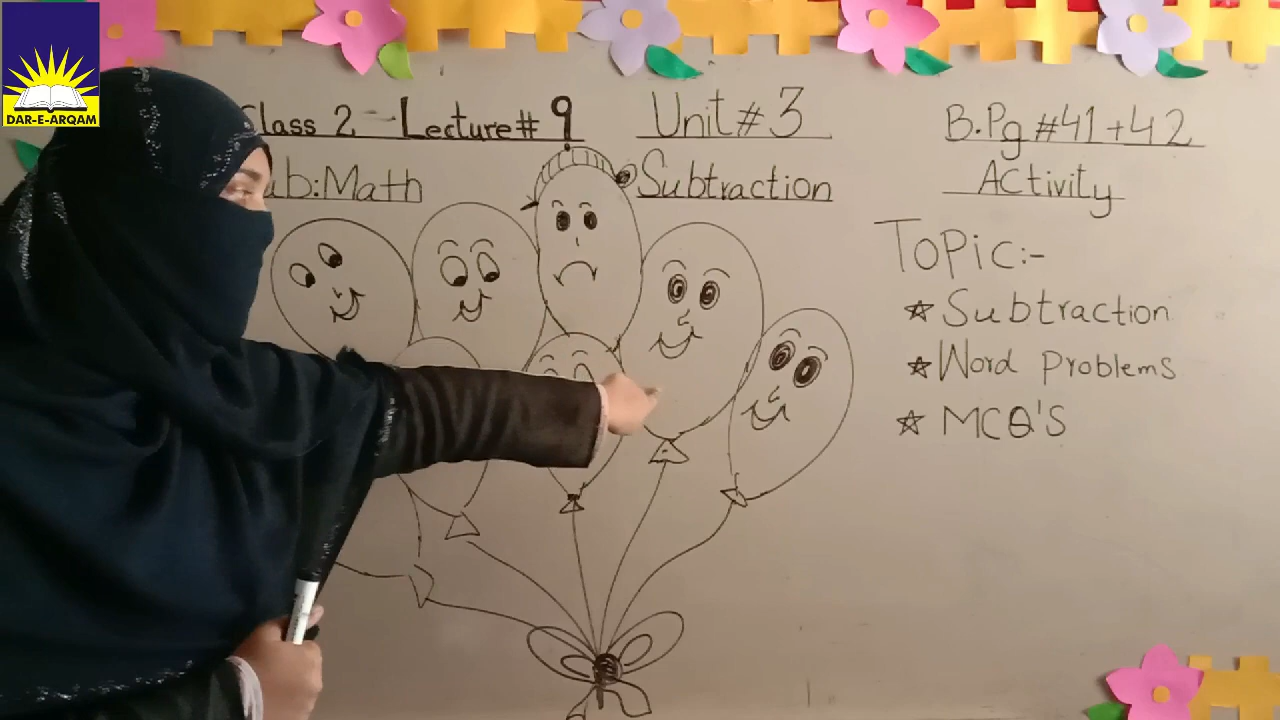 DAR-E-ARQAM
Class 2 - Lecture # 9
Unit # 3
B.Pg #41+42
ub:Math
Subtraction
Activity
Topic:-
☆ Subtraction
☆ Word Problems
☆ MCQ'S